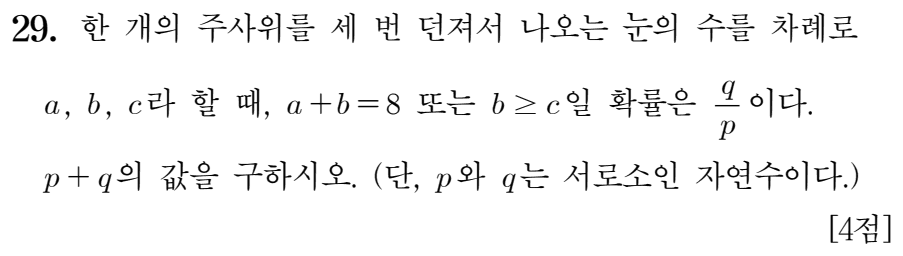 29. 한 개의 주사위를 세 번 던져서 나오는 눈의 수를 차례로
a, b, c라 할 때, a+b=8 또는 b ≥ c일 확률은 q/p이다.
p+q의 값을 구하시오. (단, p와 q는 서로소인 자연수이다.)
[4점]